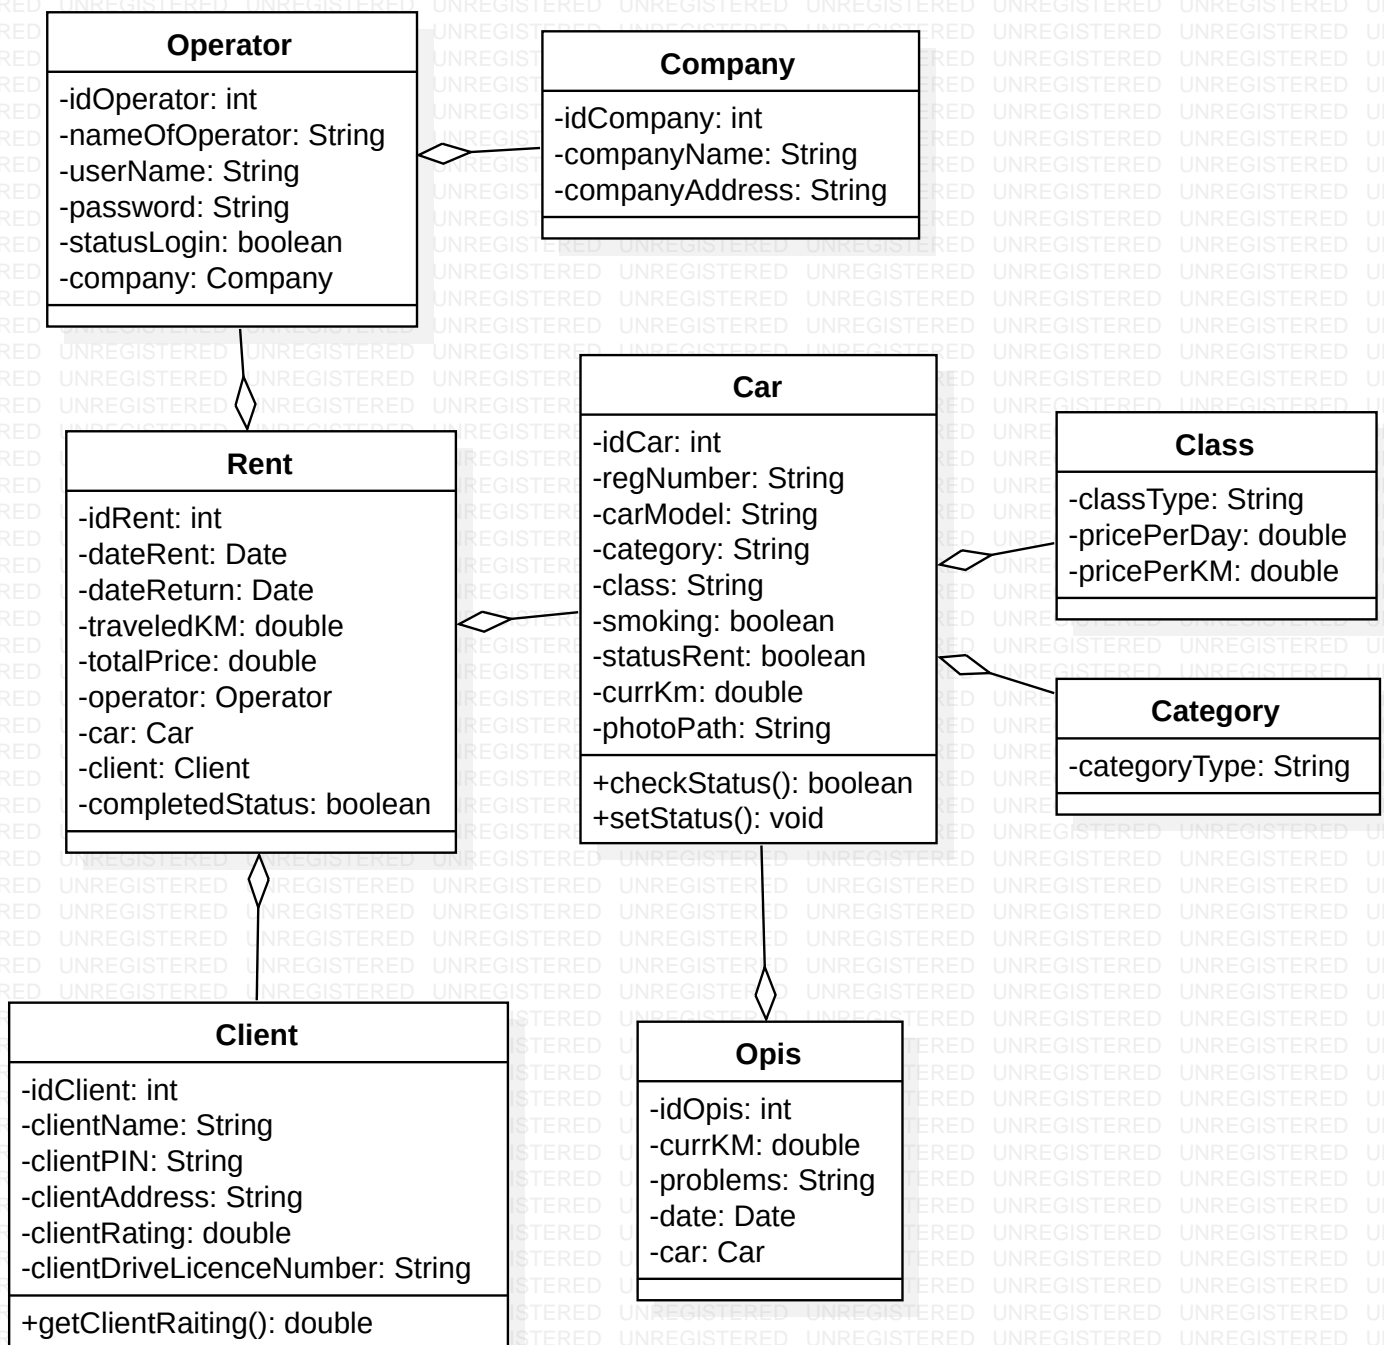 Operator
-idOperator: int
-nameOfOperator: String
-userName: String
-password: String
-statusLogin: boolean
-company: Company
Company
-idCompany: int
-companyName: String
-companyAddress: String
Rent
-idRent: int
-dateRent: Date
-dateReturn: Date
-traveledKM: double
-totalPrice: double
-operator: Operator
-car: Car
-client: Client
-completedStatus: boolean
Car
-idCar: int
-regNumber: String
-carModel: String
-category: String
-class: String
-smoking: boolean
-statusRent: boolean
-currKm: double
-photoPath: String
+checkStatus(): boolean
+setStatus(): void
Class
-classType: String
-pricePerDay: double
-pricePerKM: double
Category
-categoryType: String
Client
-idClient: int
-clientName: String
-clientPIN: String
-clientAddress: String
-clientRating: double
-clientDriveLicenceNumber: String
+getClientRaiting(): double
Opis
-idOpis: int
-currKM: double
-problems: String
-date: Date
-car: Car
UNREGISTERED